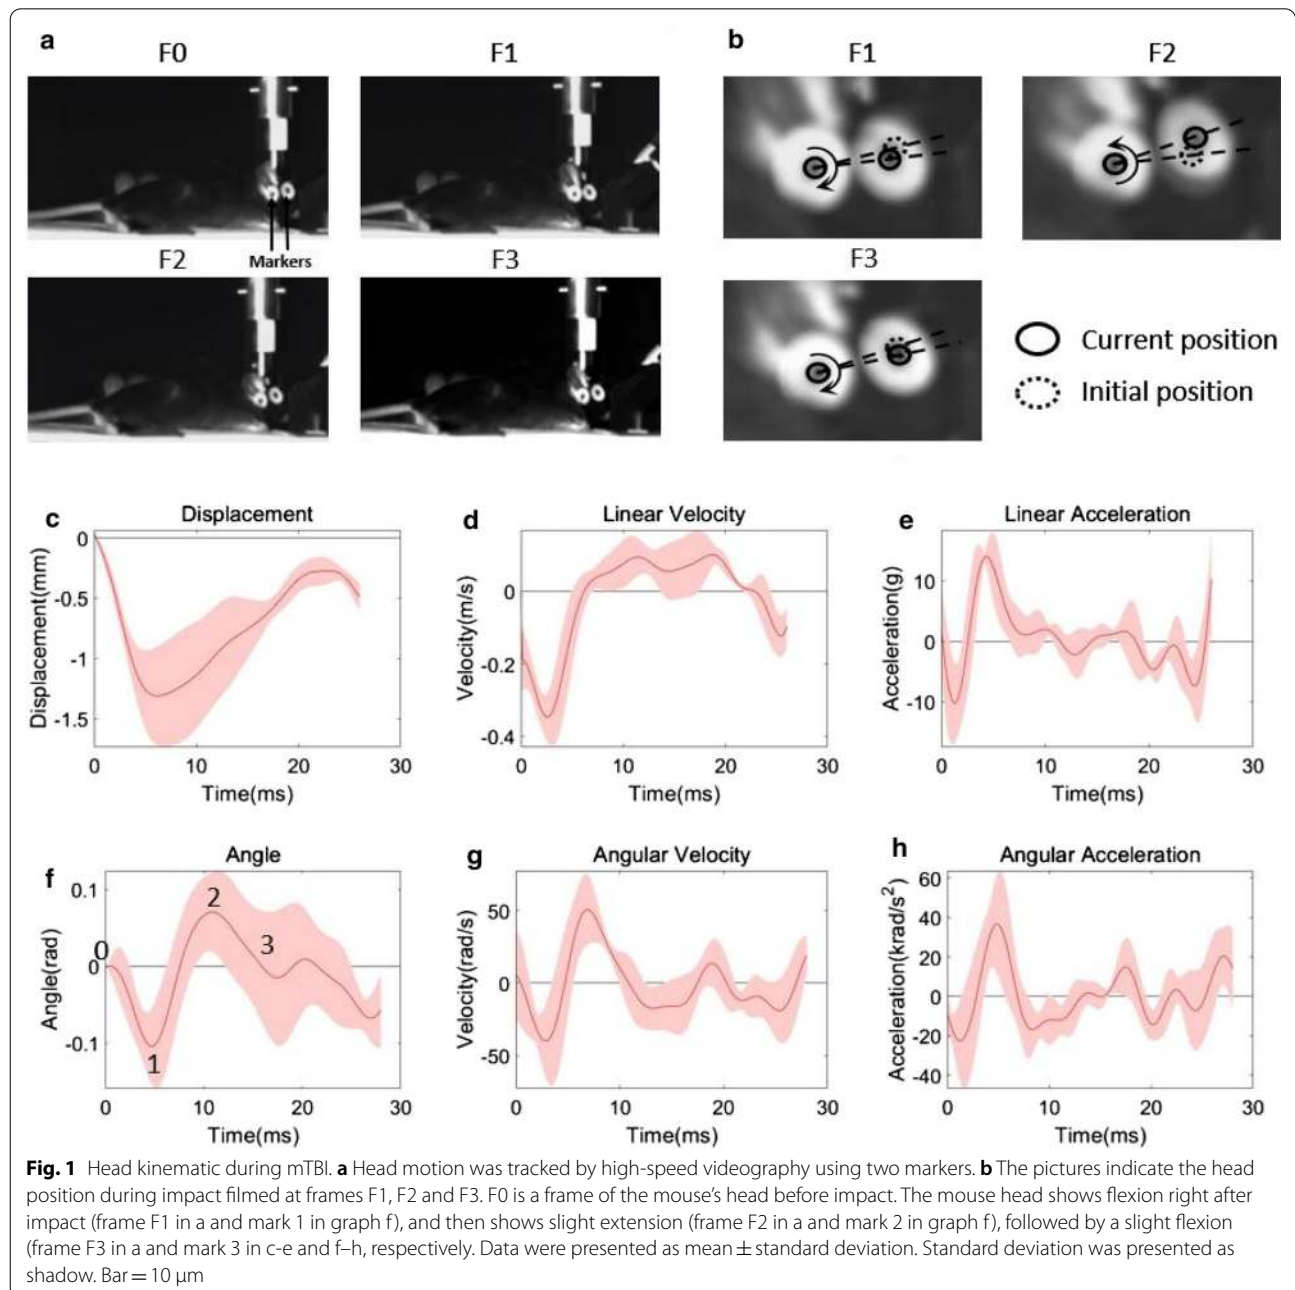 a
F0
F1
Markers
F2
F3
b
F1
F2
F3
Current position
Initial position
c
Displacement
Displacement(mm)
0
-0.5
-1
-1.5
0
10
20
30
Time(ms)
d
Linear Velocity
Velocity(m/s)
0
-0.2
-0.4
0
10
20
30
Time(ms)
e
Linear Acceleration
Acceleration(g)
10
0
-10
0
10
20
30
Time(ms)
f
Angle
Angle(rad)
0.1
0
-0.1
0
1
2
3
0
10
20
30
Time(ms)
g
Angular Velocity
Velocity(rad/s)
50
0
-50
0
10
20
30
Time(ms)
h
Angular Acceleration
Acceleration(krad/s²)
60
40
20
0
-20
-40
0
10
20
30
Time(ms)
Fig. 1 Head kinematic during mTBI. a Head motion was tracked by high-speed videography using two markers. b The pictures indicate the head
position during impact filmed at frames F1, F2 and F3. F0 is a frame of the mouse's head before impact. The mouse head shows flexion right after
impact (frame F1 in a and mark 1 in graph f), and then shows slight extension (frame F2 in a and mark 2 in graph f), followed by a slight flexion
(frame F3 in a and mark 3 in c-e and f–h, respectively. Data were presented as mean ± standard deviation. Standard deviation was presented as
shadow. Bar = 10 μm